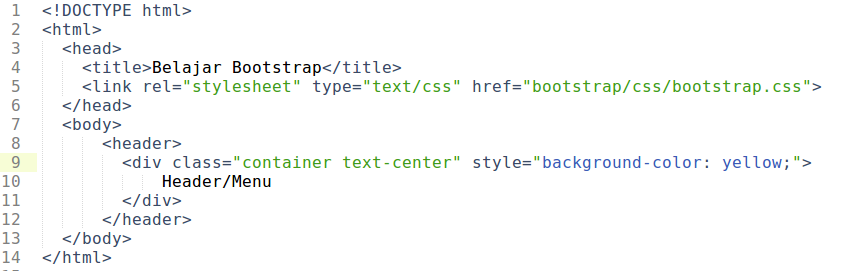 1 <!DOCTYPE html>
2 <html>
3 <head>
4 <title>Belajar Bootstrap</title>
5 <link rel="stylesheet" type="text/css" href="bootstrap/css/bootstrap.css">
6 </head>
7 <body>
8 <header>
9 <div class="container text-center" style="background-color: yellow;">
10 Header/Menu
11 </div>
12 </header>
13 </body>
14 </html>